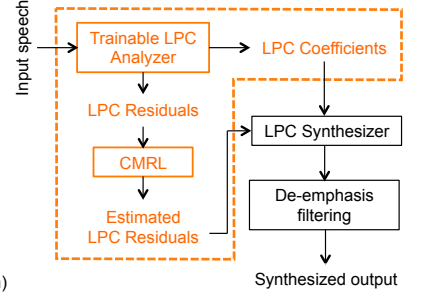 Input speech
Trainable LPC
Analyzer
LPC Coefficients
LPC Residuals
LPC Synthesizer
CMRL
De-emphasis
filtering
Estimated
LPC Residuals
Synthesized output